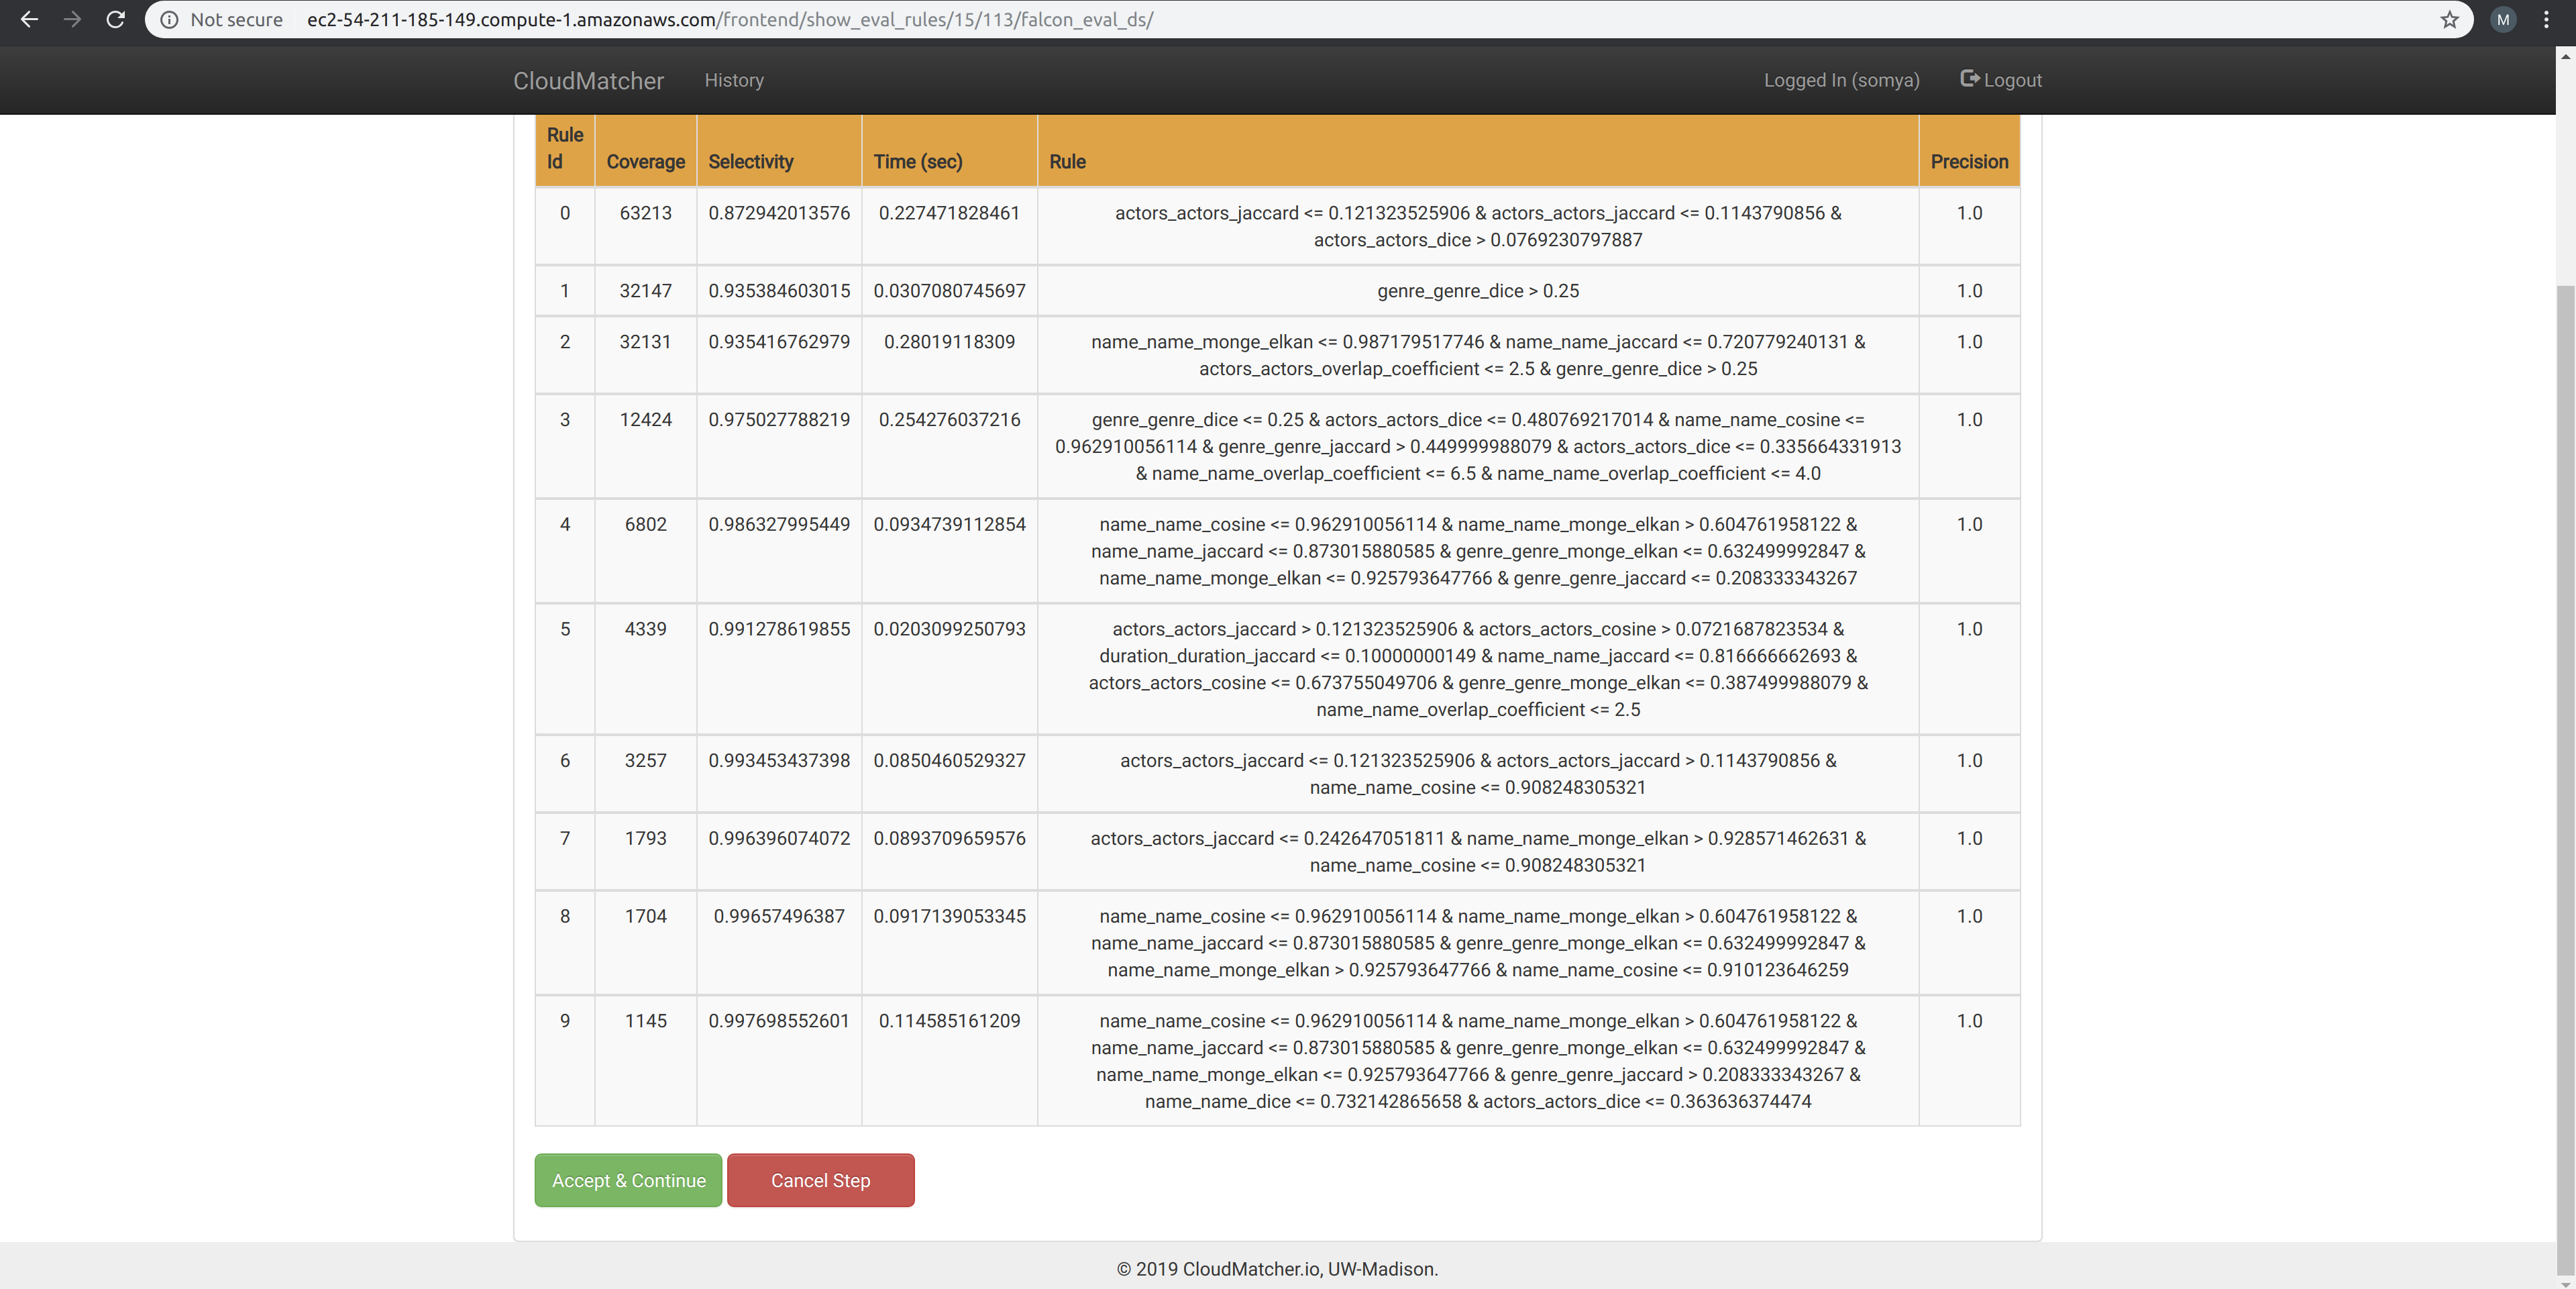 Not secure ec2-54-211-185-149.compute-1.amazonaws.com/frontend/show_eval_rules/15/113/falcon_eval_ds/ M
CloudMatcher History Logged In (somya) Logout
Rule Id Coverage Selectivity Time (sec) Rule Precision
0 63213 0.872942013576 0.227471828461 actors_actors_jaccard <= 0.121323525906 & actors_actors_jaccard <= 0.1143790856 & 1.0
actors_actors_dice > 0.0769230797887
1 32147 0.935384603015 0.0307080745697 genre_genre_dice > 0.25 1.0
2 32131 0.935416762979 0.28019118309 name_name_monge_elkan <= 0.987179517746 & name_name_jaccard <= 0.720779240131 & 1.0
actors_actors_overlap_coefficient <= 2.5 & genre_genre_dice > 0.25
3 12424 0.975027788219 0.254276037216 genre_genre_dice <= 0.25 & actors_actors_dice <= 0.480769217014 & name_name_cosine <= 1.0
0.962910056114 & genre_genre_jaccard > 0.449999988079 & actors_actors_dice <= 0.335664331913
& name_name_overlap_coefficient <= 6.5 & name_name_overlap_coefficient <= 4.0
4 6802 0.986327995449 0.0934739112854 name_name_cosine <= 0.962910056114 & name_name_monge_elkan > 0.604761958122 & 1.0
name_name_jaccard <= 0.873015880585 & genre_genre_monge_elkan <= 0.632499992847 &
name_name_monge_elkan <= 0.925793647766 & genre_genre_jaccard <= 0.208333343267
5 4339 0.991278619855 0.0203099250793 actors_actors_jaccard > 0.121323525906 & actors_actors_cosine > 0.0721687823534 & 1.0
duration_duration_jaccard <= 0.10000000149 & name_name_jaccard <= 0.816666662693 &
actors_actors_cosine <= 0.673755049706 & genre_genre_monge_elkan <= 0.387499988079 &
name_name_overlap_coefficient <= 2.5
6 3257 0.993453437398 0.0850460529327 actors_actors_jaccard <= 0.121323525906 & actors_actors_jaccard > 0.1143790856 & 1.0
name_name_cosine <= 0.908248305321
7 1793 0.996396074072 0.0893709659576 actors_actors_jaccard <= 0.242647051811 & name_name_monge_elkan > 0.928571462631 & 1.0
name_name_cosine <= 0.908248305321
8 1704 0.99657496387 0.0917139053345 name_name_cosine <= 0.962910056114 & name_name_monge_elkan > 0.604761958122 & 1.0
name_name_jaccard <= 0.873015880585 & genre_genre_monge_elkan <= 0.632499992847 &
name_name_monge_elkan > 0.925793647766 & name_name_cosine <= 0.910123646259
9 1145 0.997698552601 0.114585161209 name_name_cosine <= 0.962910056114 & name_name_monge_elkan > 0.604761958122 & 1.0
name_name_jaccard <= 0.873015880585 & genre_genre_monge_elkan <= 0.632499992847 &
name_name_monge_elkan <= 0.925793647766 & genre_genre_jaccard > 0.208333343267 &
name_name_dice <= 0.732142865658 & actors_actors_dice <= 0.363636374474
Accept & Continue Cancel Step
© 2019 CloudMatcher.io, UW-Madison.